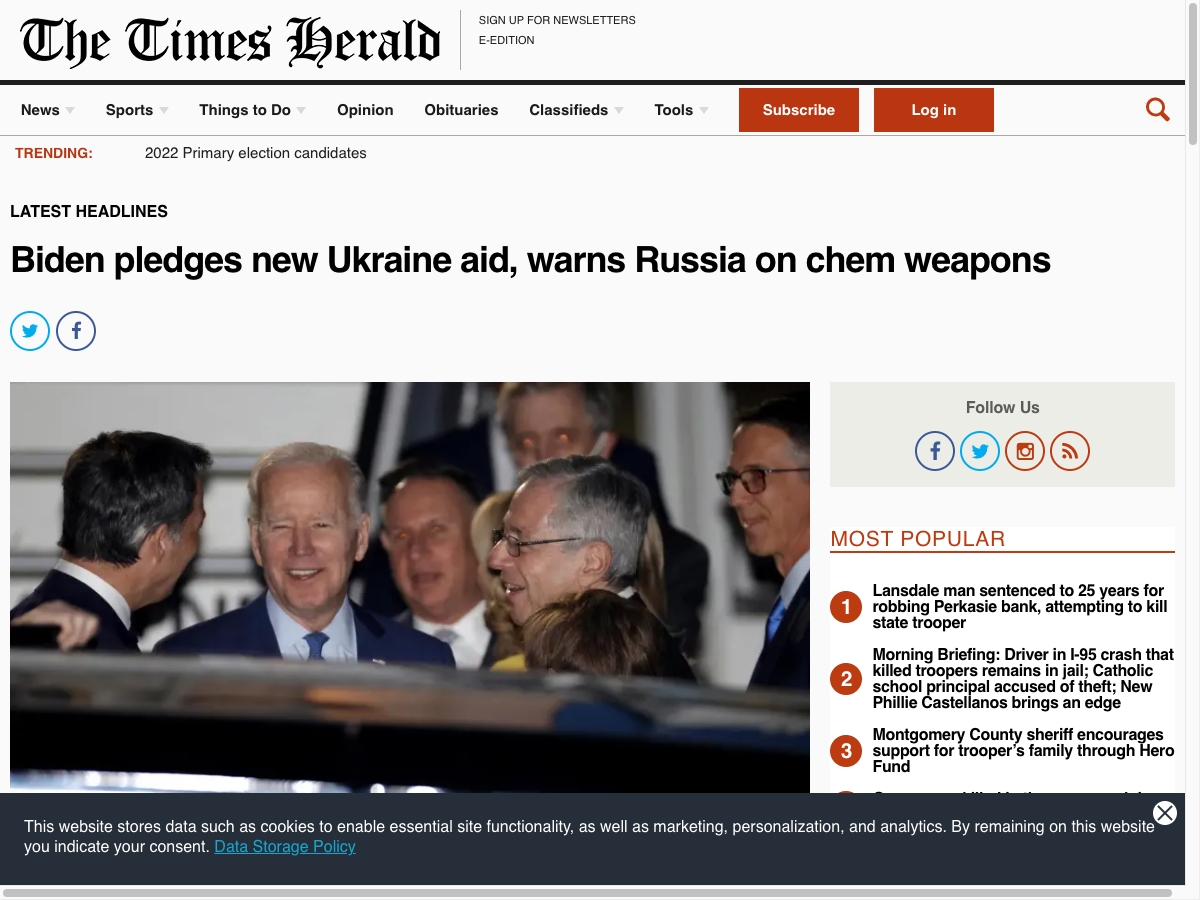 The Times Herald
SIGN UP FOR NEWSLETTERS
E-EDITION
News
Sports
Things to Do
Opinion
Obituaries
Classifieds
Tools
Subscribe
Log in
TRENDING:
2022 Primary election candidates
LATEST HEADLINES
Biden pledges new Ukraine aid, warns Russia on chem weapons
Follow Us
MOST POPULAR
1
Lansdale man sentenced to 25 years for
robbing Perkasie bank, attempting to kill
state trooper
2
Morning Briefing: Driver in I-95 crash that
killed troopers remains in jail; Catholic
school principal accused of theft; New
Phillie Castellanos brings an edge
3
Montgomery County sheriff encourages
support for trooper’s family through Hero
Fund
This website stores data such as cookies to enable essential site functionality, as well as marketing, personalization, and analytics. By remaining on this website
you indicate your consent. Data Storage Policy